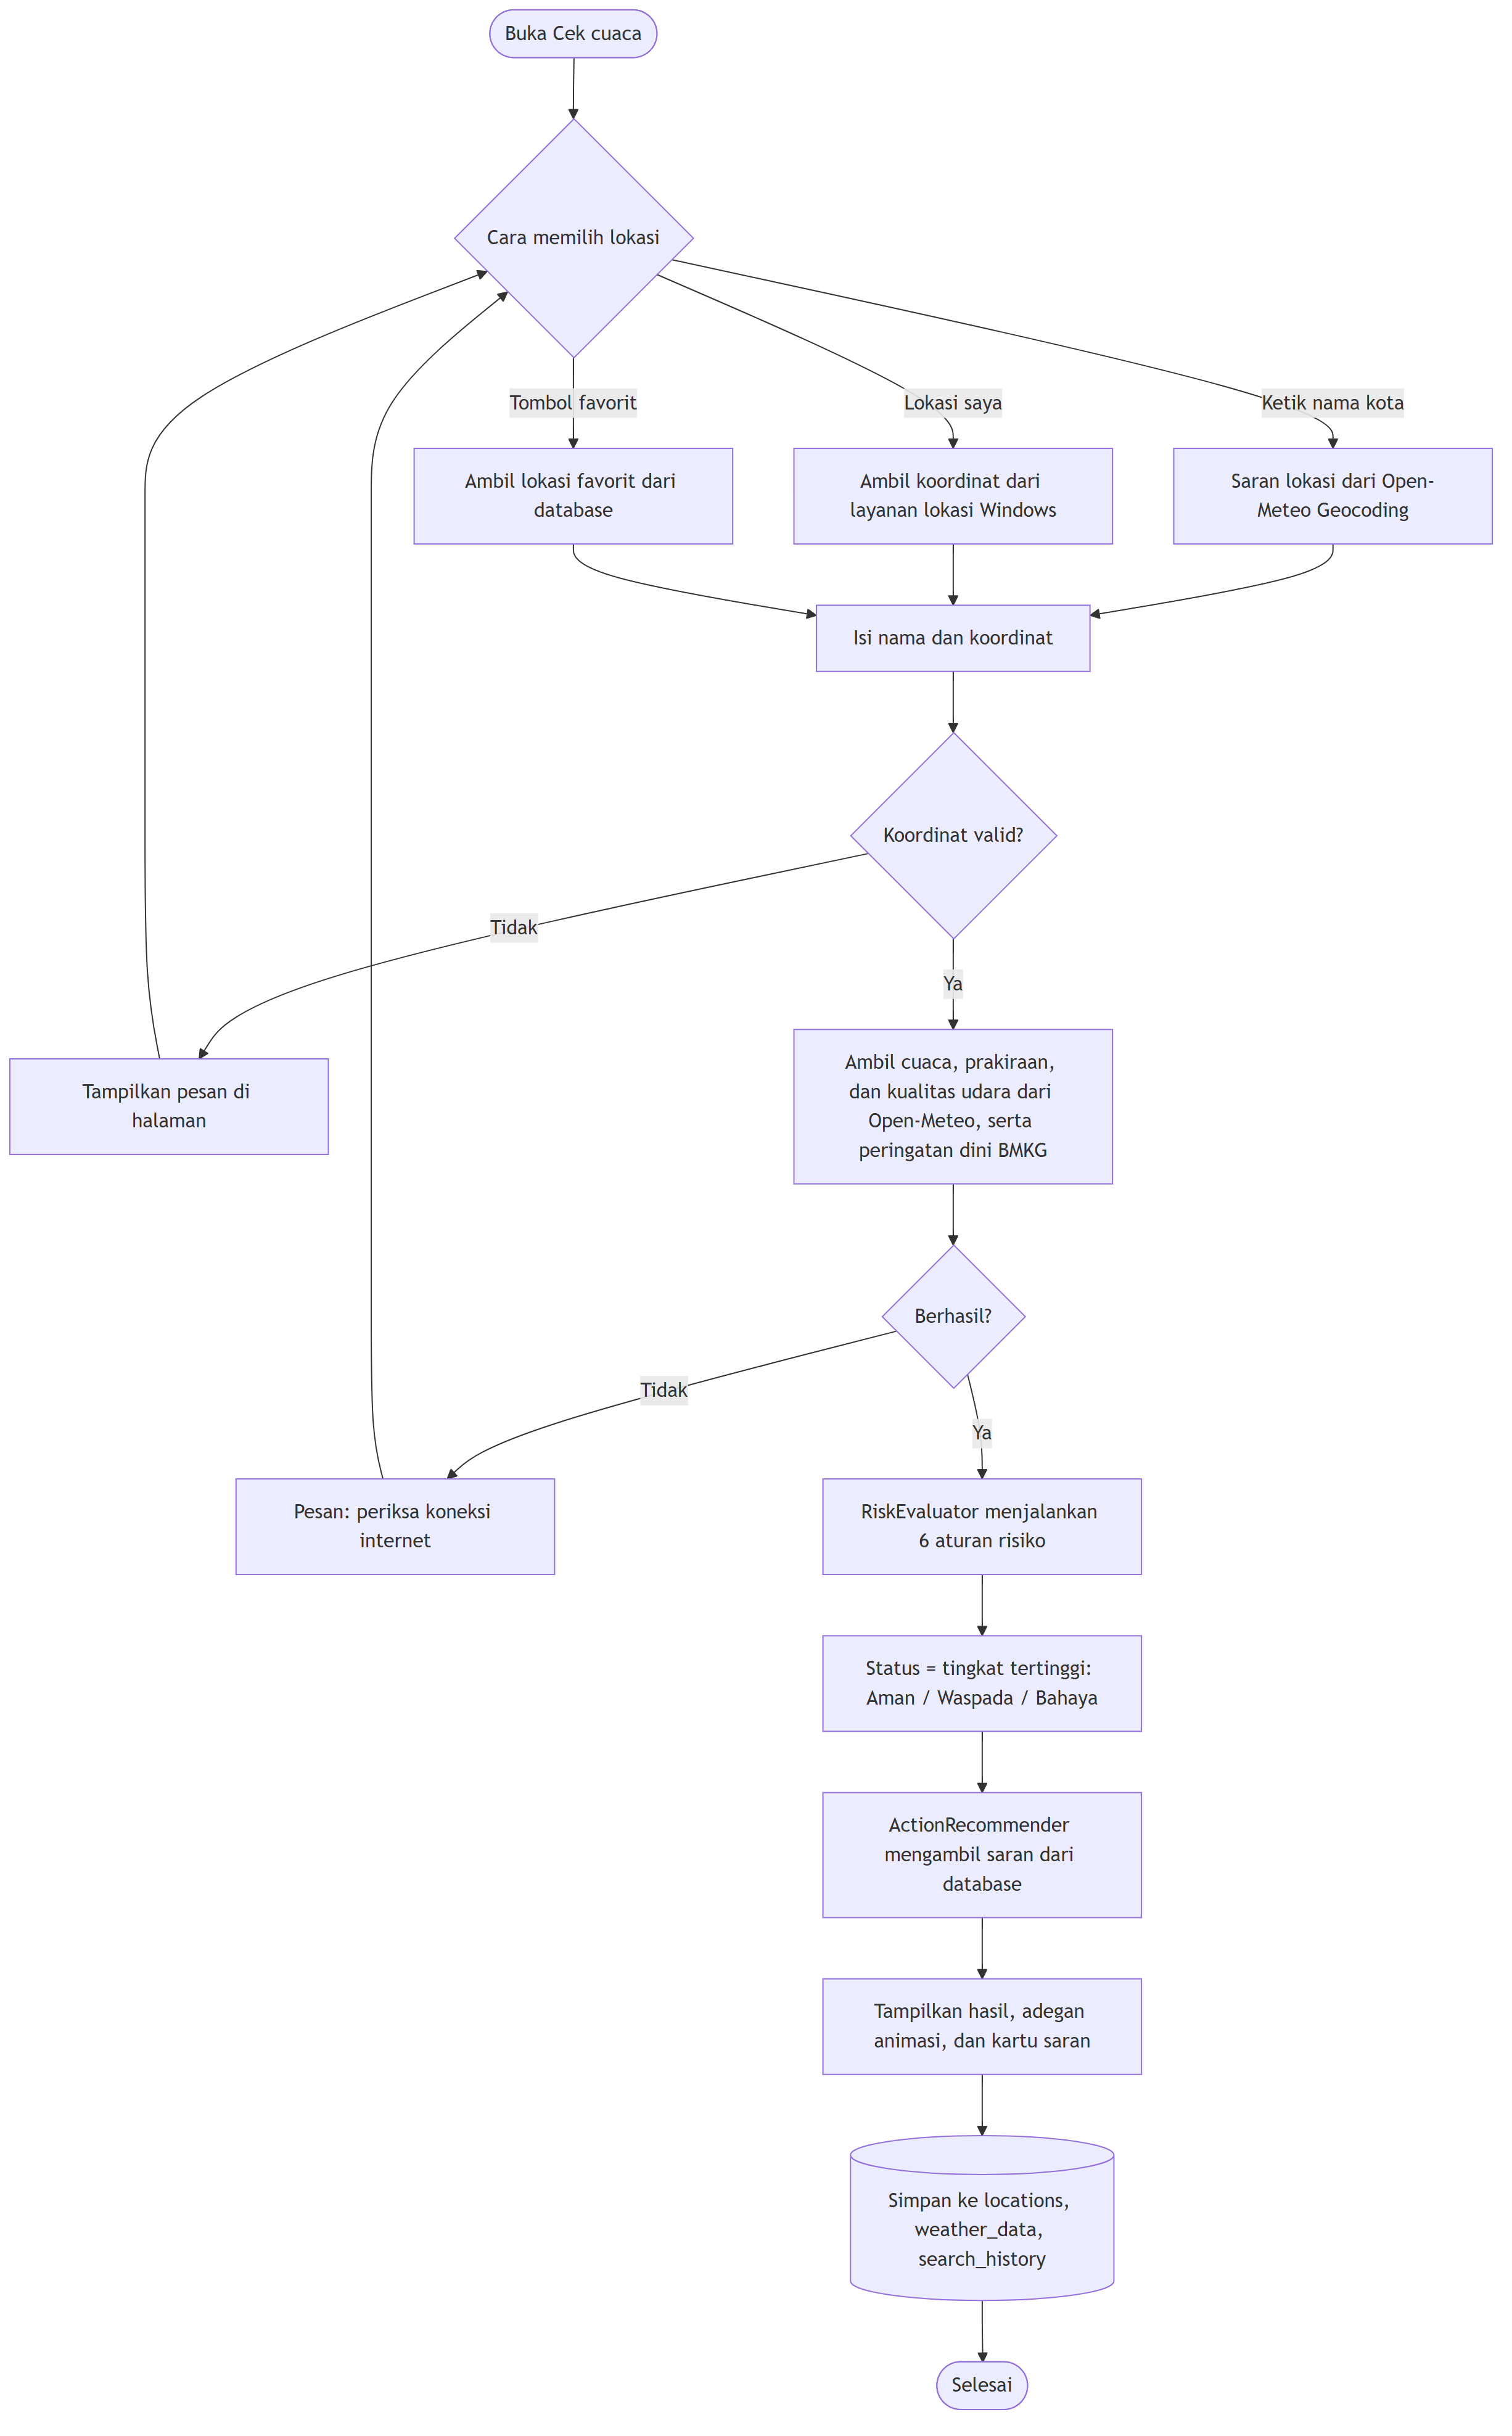 Buka Cek cuaca
Cara memilih lokasi
Tombol favorit
Lokasi saya
Ketik nama kota
Ambil lokasi favorit dari
database
Ambil koordinat dari
layanan lokasi Windows
Saran lokasi dari Open-
Meteo Geocoding
Isi nama dan koordinat
Koordinat valid?
Tidak
Ya
Tampilkan pesan di
halaman
Ambil cuaca, prakiraan,
dan kualitas udara dari
Open-Meteo, serta
peringatan dini BMKG
Berhasil?
Tidak
Ya
Pesan: periksa koneksi
internet
RiskEvaluator menjalankan
6 aturan risiko
Status = tingkat tertinggi:
Aman / Waspada / Bahaya
ActionRecommender
mengambil saran dari
database
Tampilkan hasil, adegan
animasi, dan kartu saran
Simpan ke locations,
weather_data,
search_history
Selesai